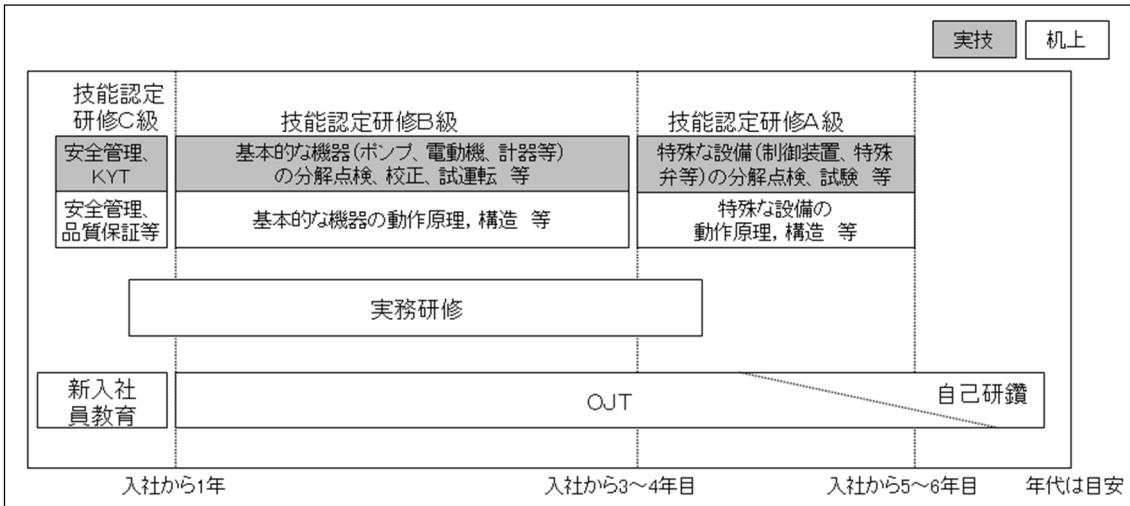 実技
机上
技能認定
研修C級
技能認定研修B級
技能認定研修A級
安全管理、
KYT
基本的な機器(ポンプ、電動機、計器等)
の分解点検、校正、試運転 等
特殊な設備(制御装置、特殊
弁等)の分解点検、試験 等
安全管理、
品質保証等
基本的な機器の動作原理,構造 等
特殊な設備の
動作原理,構造 等
実務研修
新入社
員教育
OJT
自己研鑽
入社から1年
入社から3~4年目
入社から5~6年目
年代は目安